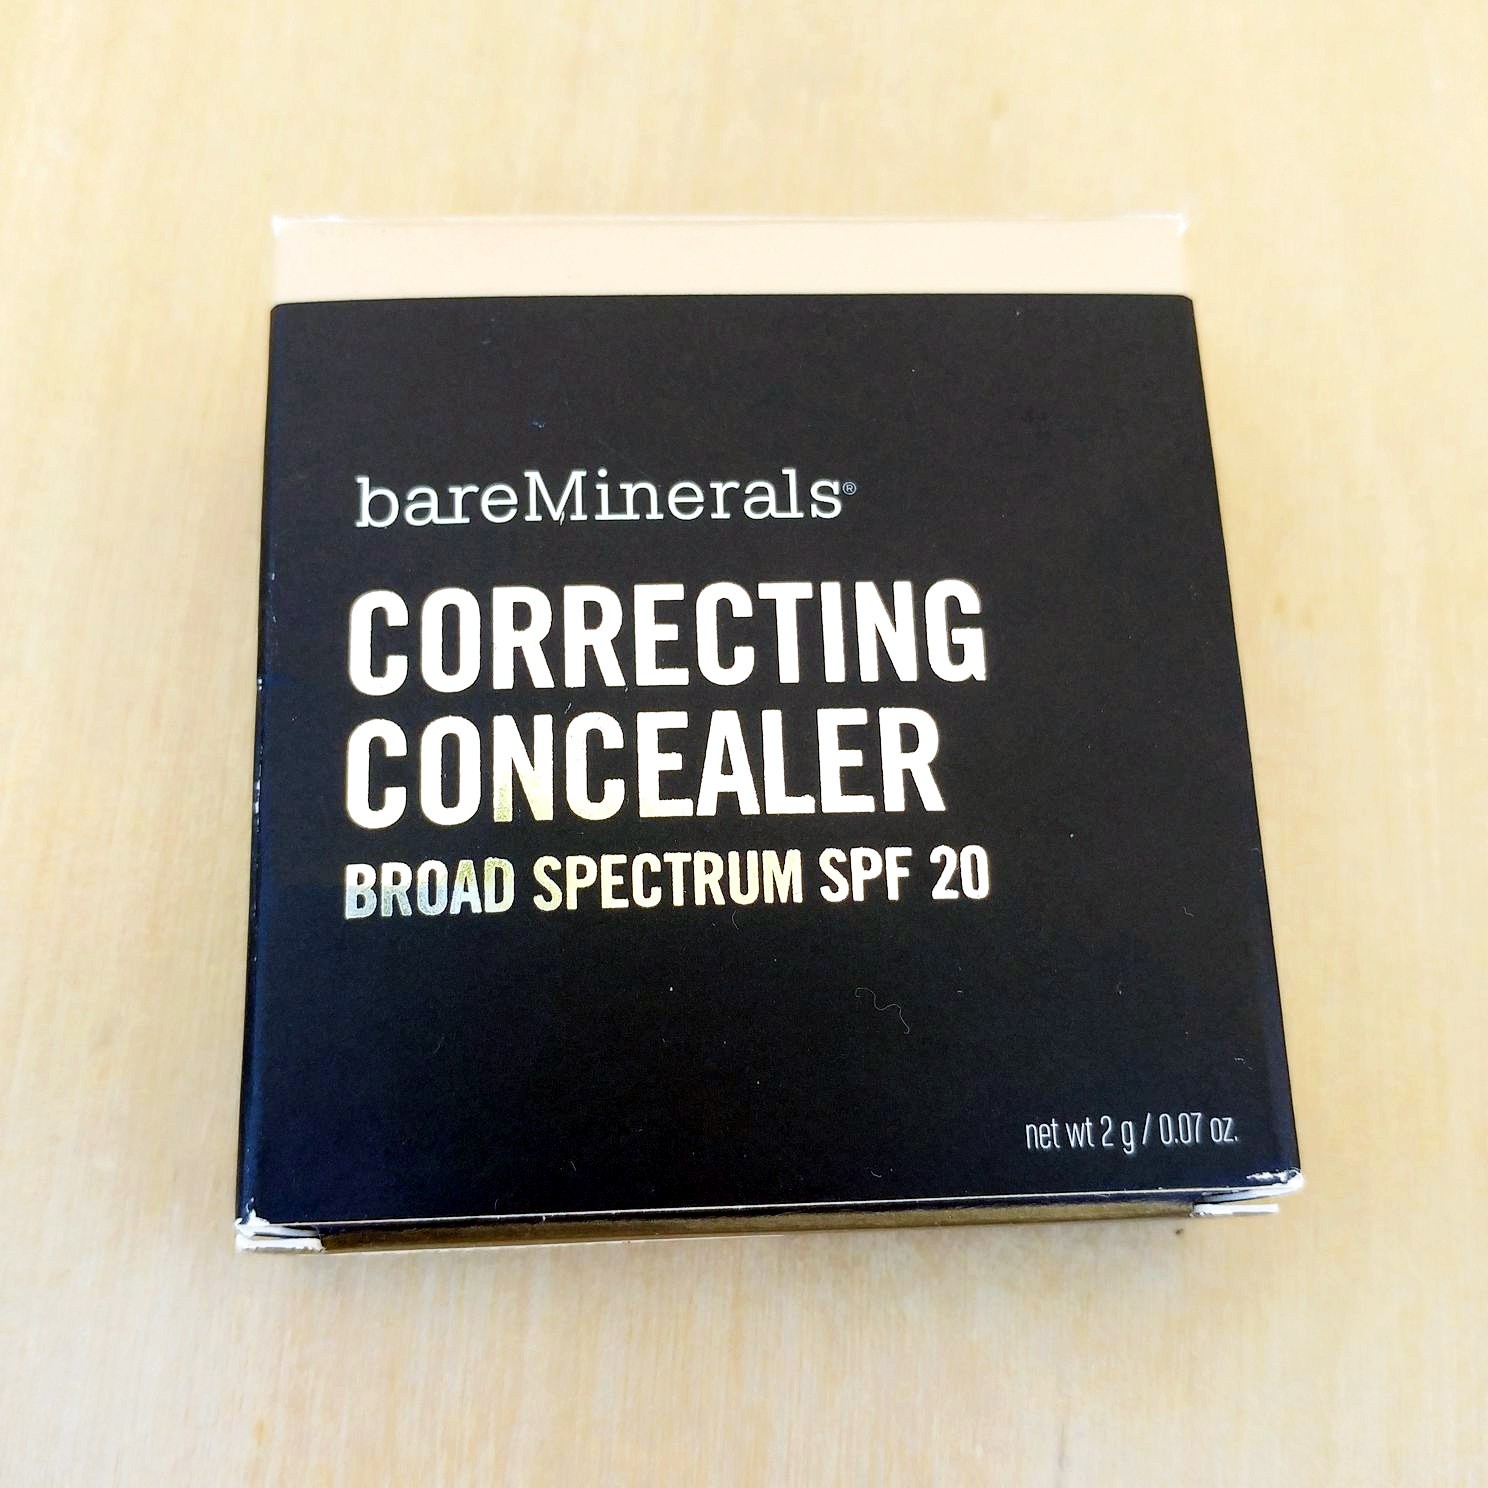 bareMinerals®
CORRECTING
CONCEALER
BROAD SPECTRUM SPF 20
net wt 2 g / 0.07 oz.